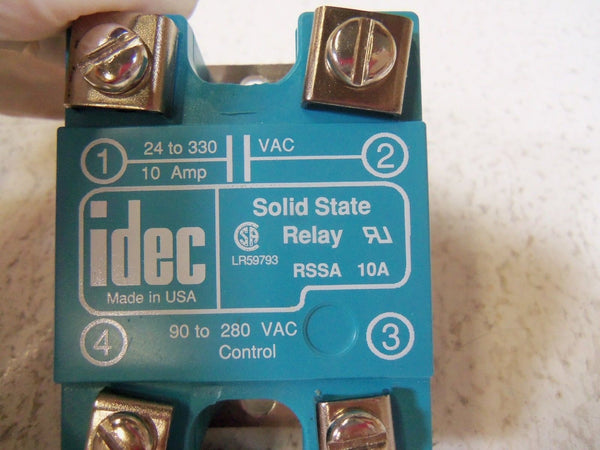 1 24 to 330 VAC 2
10 Amp
idec
Made in USA
Solid State
Relay
SA
LR59793
RSSA 10A
4 90 to 280 VAC 3
Control